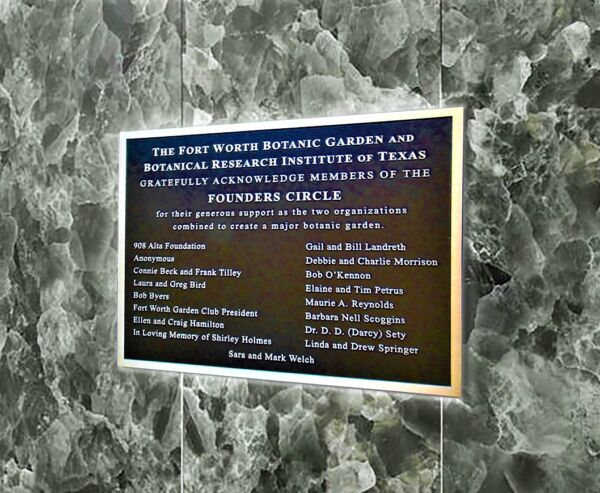 THE FORT WORTH BOTANIC GARDEN AND
BOTANICAL RESEARCH INSTITUTE OF TEXAS
GRATEFULLY ACKNOWLEDGE MEMBERS OF THE
FOUNDERS CIRCLE
for their generous support as the two organizations
combined to create a major botanic garden.
908 Alta Foundation
Anonymous
Connie Beck and Frank Tilley
Laura and Greg Bird
Bob Byers
Fort Worth Garden Club President
Ellen and Craig Hamilton
In Loving Memory of Shirley Holmes
Gail and Bill Landreth
Debbie and Charlie Morrison
Bob O'Kennon
Elaine and Tim Petrus
Maurie A. Reynolds
Barbara Nell Scoggins
Dr. D. D. (Darcy) Sety
Linda and Drew Springer
Sara and Mark Welch